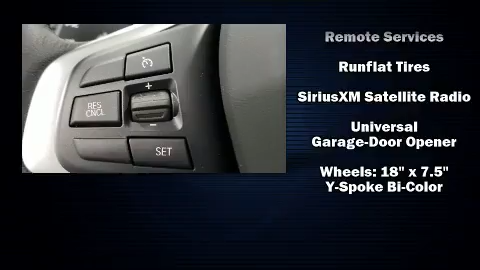 RES
CNCL
+
–
SET
Remote Services
Runflat Tires
SiriusXM Satellite Radio
Universal
Garage-Door Opener
Wheels: 18" x 7.5"
Y-Spoke Bi-Color